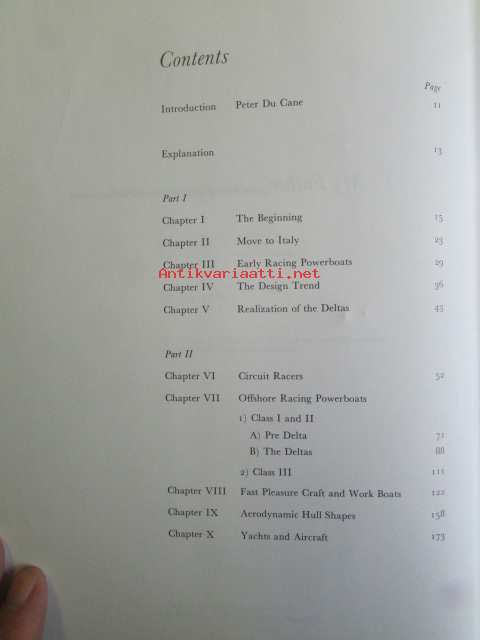 Contents
Page
Introduction Peter Du Cane 11
Explanation 13
Part I
Chapter I The Beginning 15
Chapter II Move to Italy 23
Chapter III Early Racing Powerboats 29
Antikvariaatti.net
Chapter IV The Design Trend 36
Chapter V Realization of the Deltas 45
Part II
Chapter VI Circuit Racers 52
Chapter VII Offshore Racing Powerboats
1) Class I and II
A) Pre Delta 71
B) The Deltas 88
2) Class III 111
Chapter VIII Fast Pleasure Craft and Work Boats 122
Chapter IX Aerodynamic Hull Shapes 158
Chapter X Yachts and Aircraft 173